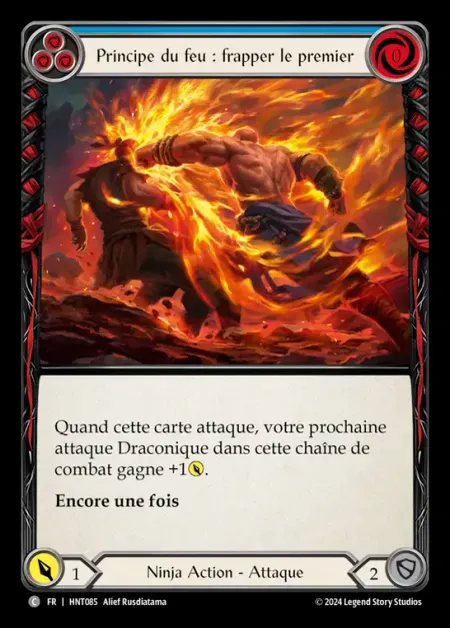 Principe du feu : frapper le premier
0
Quand cette carte attaque, votre prochaine
attaque Draconique dans cette chaîne de
combat gagne +1.
Encore une fois
1
Ninja Action - Attaque
2
C FR | HNT085 Alief Rusdiatama
© 2024 Legend Story Studios